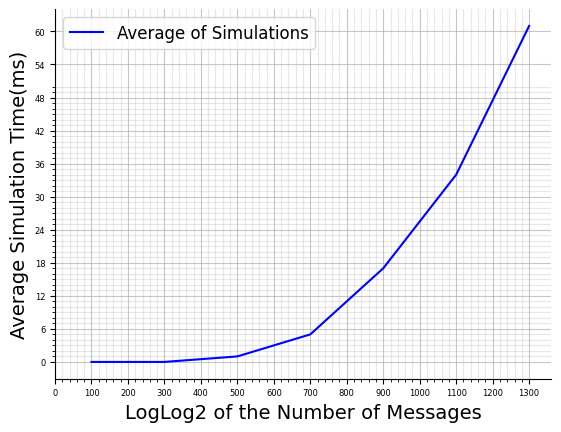 Average of Simulations
Average Simulation Time(ms)
60
54
48
42
36
30
24
18
12
6
0
0 100 200 300 400 500 600 700 800 900 1000 1100 1200 1300
LogLog2 of the Number of Messages